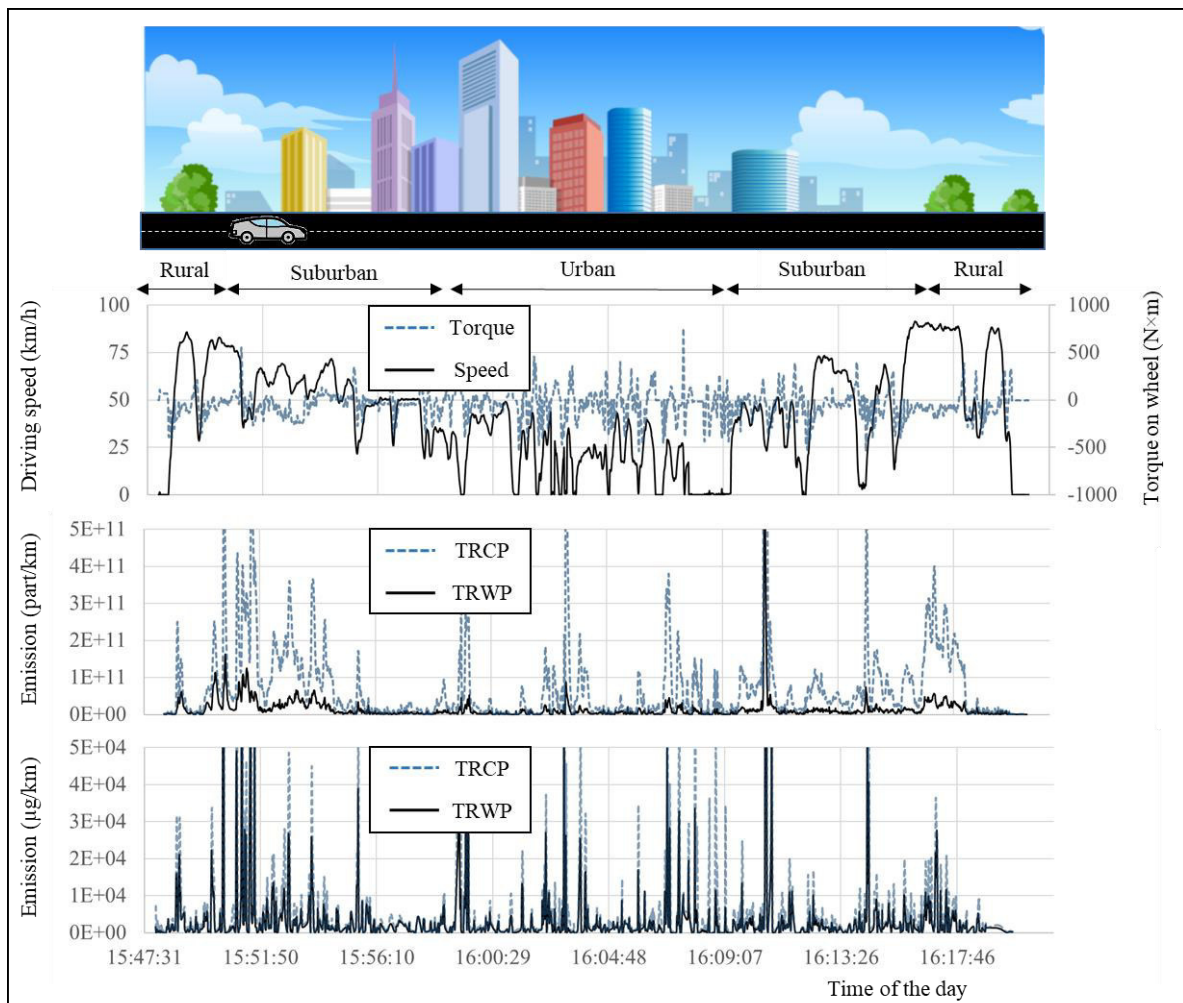 Rural Suburban Urban Suburban Rural
Driving speed (km/h)
100
75
50
25
0
Torque
Speed
1000
500
0
-500
-1000
Torque on wheel (N×m)
Emission (part/km)
5E+11
4E+11
3E+11
2E+11
1E+11
0E+00
TRCP
TRWP
Emission (µg/km)
5E+04
4E+04
3E+04
2E+04
1E+04
0E+00
TRCP
TRWP
15:47:31 15:51:50 15:56:10 16:00:29 16:04:48 16:09:07 16:13:26 16:17:46
Time of the day